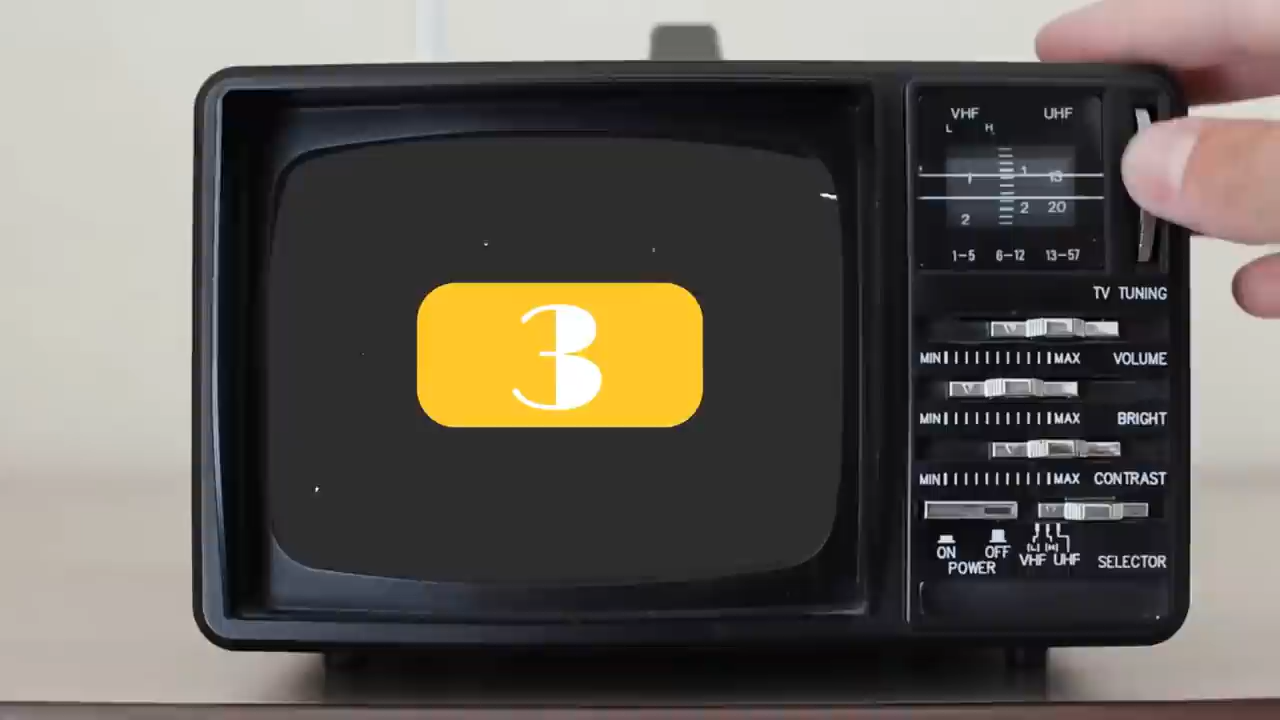 3
VHF UHF
L H
1 1 13
2 2 20
1-5 6-12 13-57
TV TUNING
MIN MAX VOLUME
MIN MAX BRIGHT
MIN MAX CONTRAST
ON OFF
POWER
(L) (H)
VHF UHF
SELECTOR